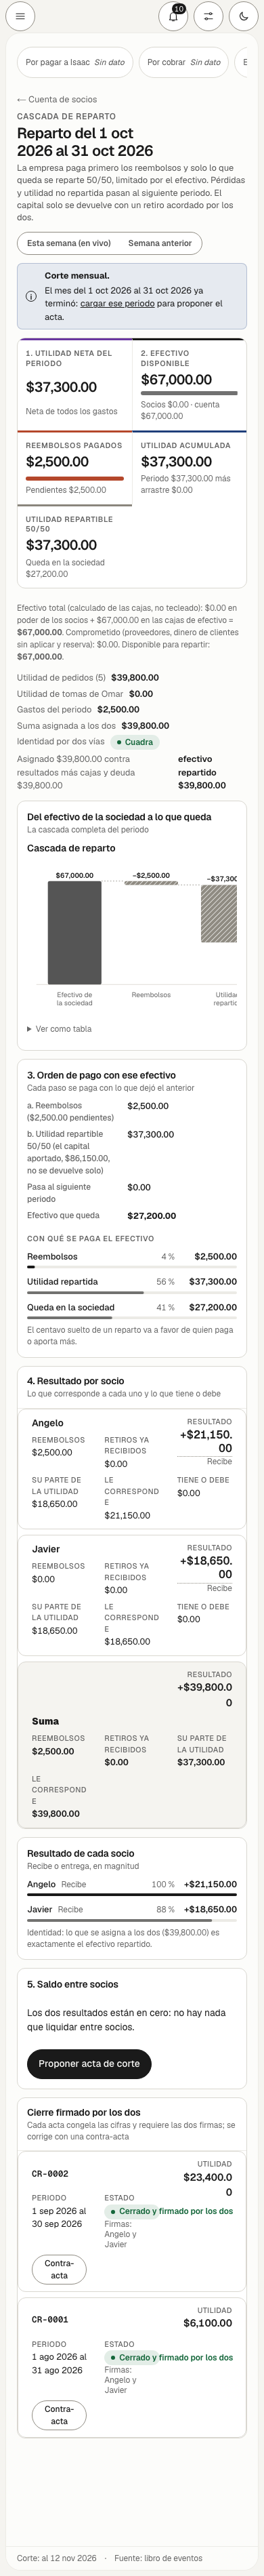 10
Por pagar a Isaac Sin dato
Por cobrar Sin dato
E
← Cuenta de socios
CASCADA DE REPARTO
Reparto del 1 oct
2026 al 31 oct 2026
La empresa paga primero los reembolsos y solo lo que
queda se reparte 50/50, limitado por el efectivo. Pérdidas
y utilidad no repartida pasan al siguiente periodo. El
capital solo se devuelve con un retiro acordado por los
dos.
Esta semana (en vivo)
Semana anterior
Corte mensual.
El mes del 1 oct 2026 al 31 oct 2026 ya
terminó: cargar ese periodo para proponer el
acta.
1. UTILIDAD NETA DEL
PERIODO
$37,300.00
Neta de todos los gastos
2. EFECTIVO
DISPONIBLE
$67,000.00
Socios $0.00 · cuenta
$67,000.00
REEMBOLSOS PAGADOS
$2,500.00
Pendientes $2,500.00
UTILIDAD ACUMULADA
$37,300.00
Periodo $37,300.00 más
arrastre $0.00
UTILIDAD REPARTIBLE
50/50
$37,300.00
Queda en la sociedad
$27,200.00
Efectivo total (calculado de las cajas, no tecleado): $0.00 en
poder de los socios + $67,000.00 en las cajas de efectivo =
$67,000.00. Comprometido (proveedores, dinero de clientes
sin aplicar y reserva): $0.00. Disponible para repartir:
$67,000.00.
Utilidad de pedidos (5) $39,800.00
Utilidad de tomas de Omar $0.00
Gastos del periodo $2,500.00
Suma asignada a los dos $39,800.00
Identidad por dos vías Cuadra
Asignado $39,800.00 contra
resultados más cajas y deuda
$39,800.00
efectivo
repartido
$39,800.00
Del efectivo de la sociedad a lo que queda
La cascada completa del periodo
Cascada de reparto
$67,000.00
−$2,500.00
−$37,300
Efectivo de
la sociedad
Reembolsos
Utilidad
repartid
Ver como tabla
3. Orden de pago con ese efectivo
Cada paso se paga con lo que dejó el anterior
a. Reembolsos
($2,500.00 pendientes)
$2,500.00
b. Utilidad repartible
50/50 (el capital
aportado, $86,150.00,
no se devuelve solo)
$37,300.00
Pasa al siguiente
periodo
$0.00
Efectivo que queda
$27,200.00
CON QUÉ SE PAGA EL EFECTIVO
Reembolsos 4 % $2,500.00
Utilidad repartida 56 % $37,300.00
Queda en la sociedad 41 % $27,200.00
El centavo suelto de un reparto va a favor de quien paga
o aporta más.
4. Resultado por socio
Lo que corresponde a cada uno y lo que tiene o debe
Angelo
RESULTADO
+$21,150.
00
Recibe
REEMBOLSOS
$2,500.00
RETIROS YA
RECIBIDOS
$0.00
SU PARTE DE
LA UTILIDAD
$18,650.00
LE
CORRESPOND
E
$21,150.00
TIENE O DEBE
$0.00
Javier
RESULTADO
+$18,650.
00
Recibe
REEMBOLSOS
$0.00
RETIROS YA
RECIBIDOS
$0.00
SU PARTE DE
LA UTILIDAD
$18,650.00
LE
CORRESPOND
E
$18,650.00
TIENE O DEBE
$0.00
RESULTADO
+$39,800.0
0
Suma
REEMBOLSOS
$2,500.00
RETIROS YA
RECIBIDOS
$0.00
SU PARTE DE
LA UTILIDAD
$37,300.00
LE
CORRESPOND
E
$39,800.00
Resultado de cada socio
Recibe o entrega, en magnitud
Angelo Recibe 100 % +$21,150.00
Javier Recibe 88 % +$18,650.00
Identidad: lo que se asigna a los dos ($39,800.00) es
exactamente el efectivo repartido.
5. Saldo entre socios
Los dos resultados están en cero: no hay nada
que liquidar entre socios.
Proponer acta de corte
Cierre firmado por los dos
Cada acta congela las cifras y requiere las dos firmas; se
corrige con una contra-acta
CR-0002
UTILIDAD
$23,400.0
0
PERIODO
1 sep 2026 al
30 sep 2026
ESTADO
Cerrado y firmado por los dos
Firmas:
Angelo y
Javier
Contra-
acta
CR-0001
UTILIDAD
$6,100.00
PERIODO
1 ago 2026 al
31 ago 2026
ESTADO
Cerrado y firmado por los dos
Firmas:
Angelo y
Javier
Contra-
acta
Corte: al 12 nov 2026 · Fuente: libro de eventos